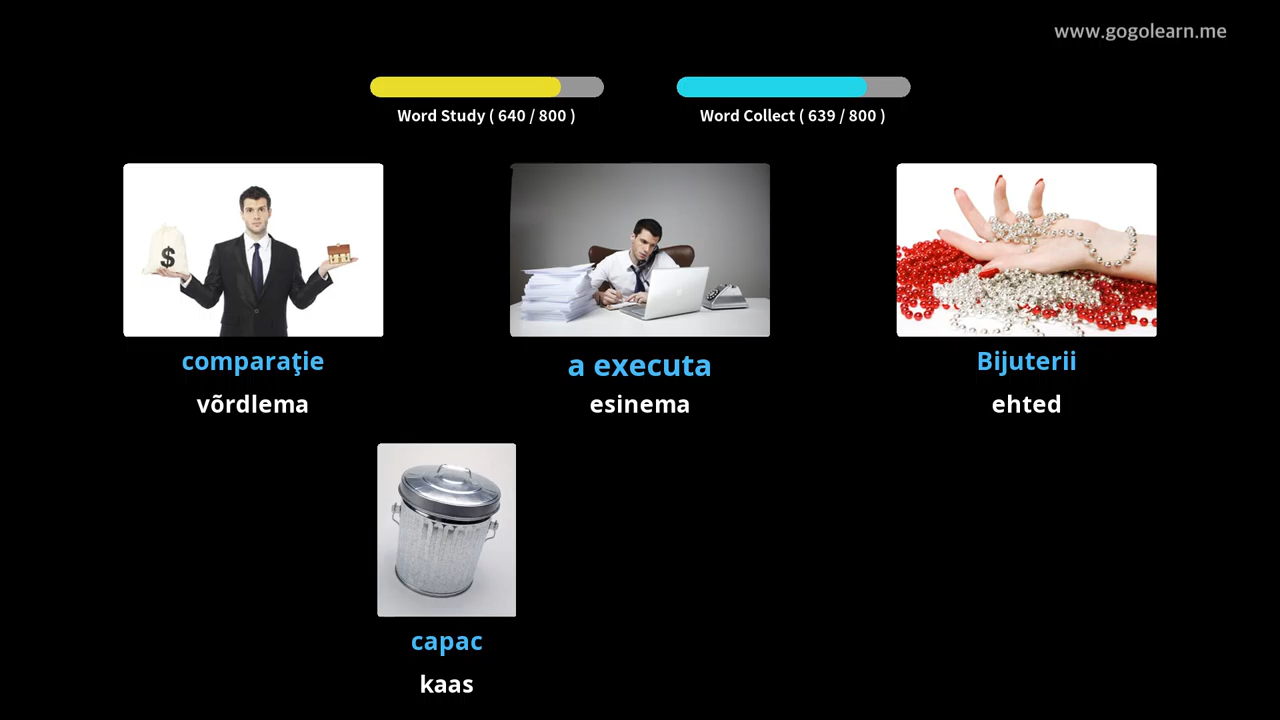 www.gogolearn.me
Word Study ( 640 / 800 )
Word Collect ( 639 / 800 )
$
comparaţie
a executa
Bijuterii
võrdlema
esinema
ehted
capac
kaas